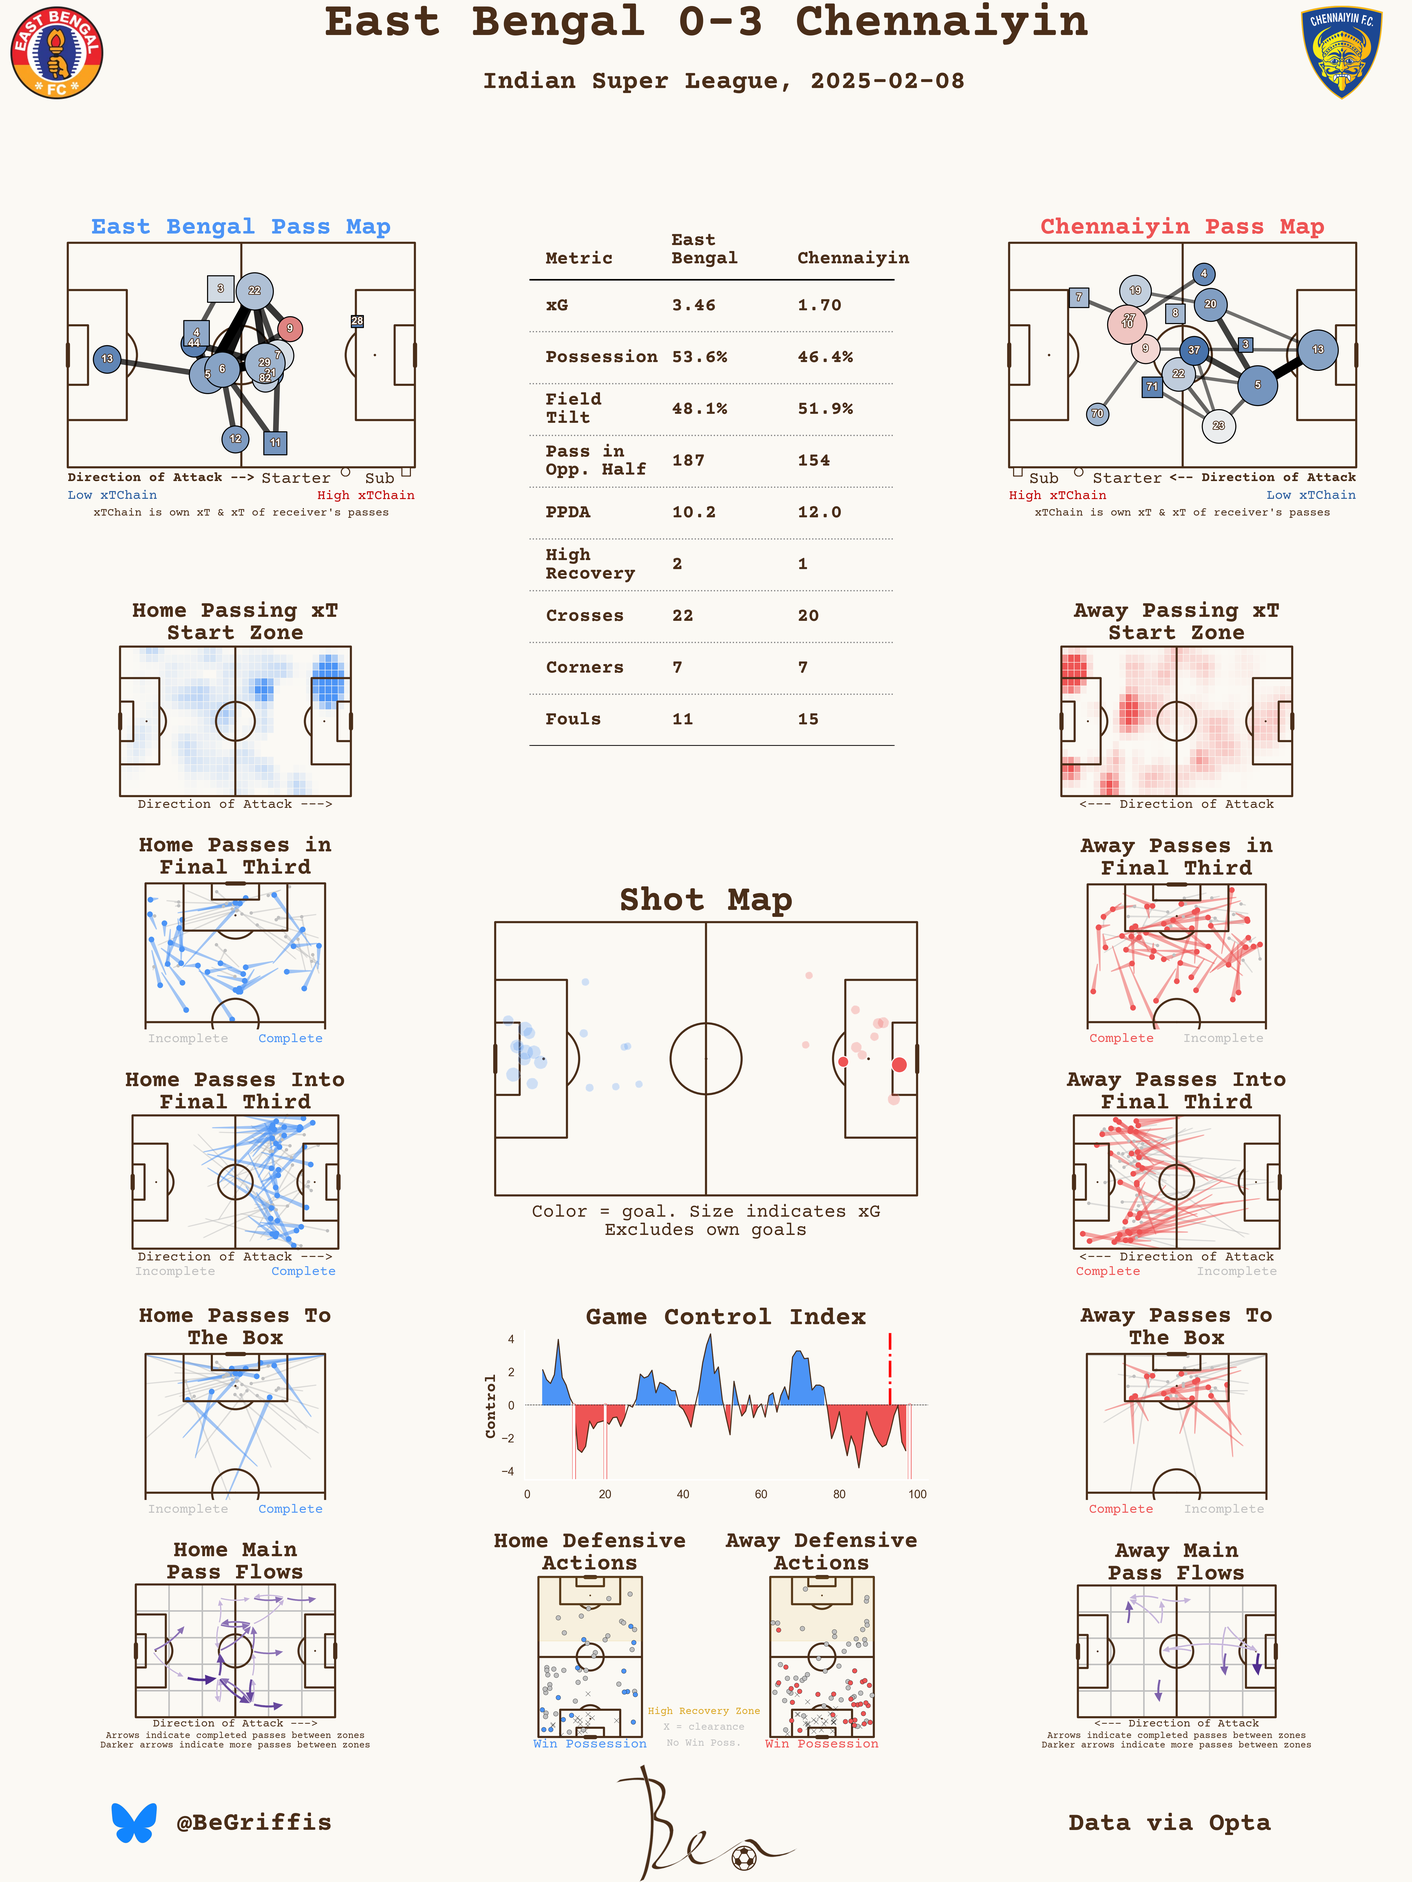 East Bengal 0-3 Chennaiyin
Indian Super League, 2025-02-08
EAST BENGAL
FC
CHENNAIYIN F.C.
East Bengal Pass Map
3
22
9
4
44
13
7
29
6
5
21
82
28
12
11
Direction of Attack --> Starter Sub
Low xTChain High xTChain
xTChain is own xT & xT of receiver's passes
Metric East Bengal Chennaiyin
xG 3.46 1.70
Possession 53.6% 46.4%
Field Tilt 48.1% 51.9%
Pass in Opp. Half 187 154
PPDA 10.2 12.0
High Recovery 2 1
Crosses 22 20
Corners 7 7
Fouls 11 15
Chennaiyin Pass Map
4
7
19
20
8
27
10
9
37
3
13
22
71
5
70
23
Sub Starter <-- Direction of Attack
High xTChain Low xTChain
xTChain is own xT & xT of receiver's passes
Home Passing xT
Start Zone
Direction of Attack --->
Away Passing xT
Start Zone
<--- Direction of Attack
Home Passes in
Final Third
Incomplete Complete
Away Passes in
Final Third
Complete Incomplete
Shot Map
Color = goal. Size indicates xG
Excludes own goals
Home Passes Into
Final Third
Direction of Attack --->
Incomplete Complete
Away Passes Into
Final Third
<--- Direction of Attack
Complete Incomplete
Home Passes To
The Box
Incomplete Complete
Game Control Index
Control
4
2
0
−2
−4
0 20 40 60 80 100
Away Passes To
The Box
Complete Incomplete
Home Main
Pass Flows
Direction of Attack --->
Arrows indicate completed passes between zones
Darker arrows indicate more passes between zones
Home Defensive
Actions
Win Possession
High Recovery Zone
X = clearance
No Win Poss.
Away Defensive
Actions
Win Possession
Away Main
Pass Flows
<--- Direction of Attack
Arrows indicate completed passes between zones
Darker arrows indicate more passes between zones
@BeGriffis
Ben
Data via Opta